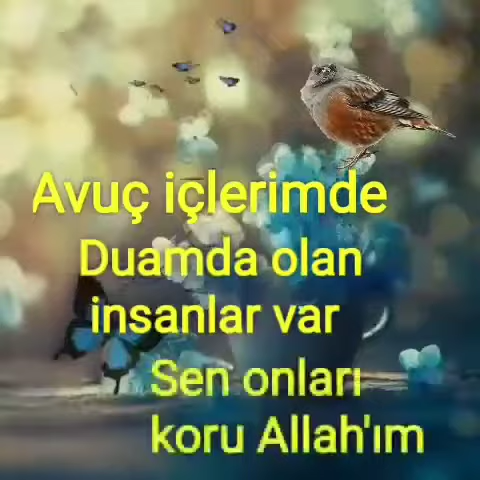 Avuç içlerimde
Duamda olan
insanlar var
Sen onları
koru Allah'ım